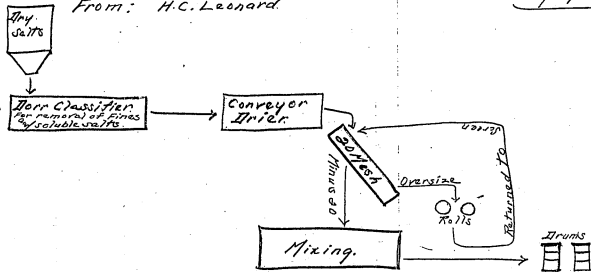 From: H.C. Leonard
Dry
Salts
Dorr Classifier
For removal of Fines
& soluble salts.
Conveyor
Drier.
20 Mesh
Minus 20
Oversize
Rolls
Returned to
screen
Mixing.
Drums